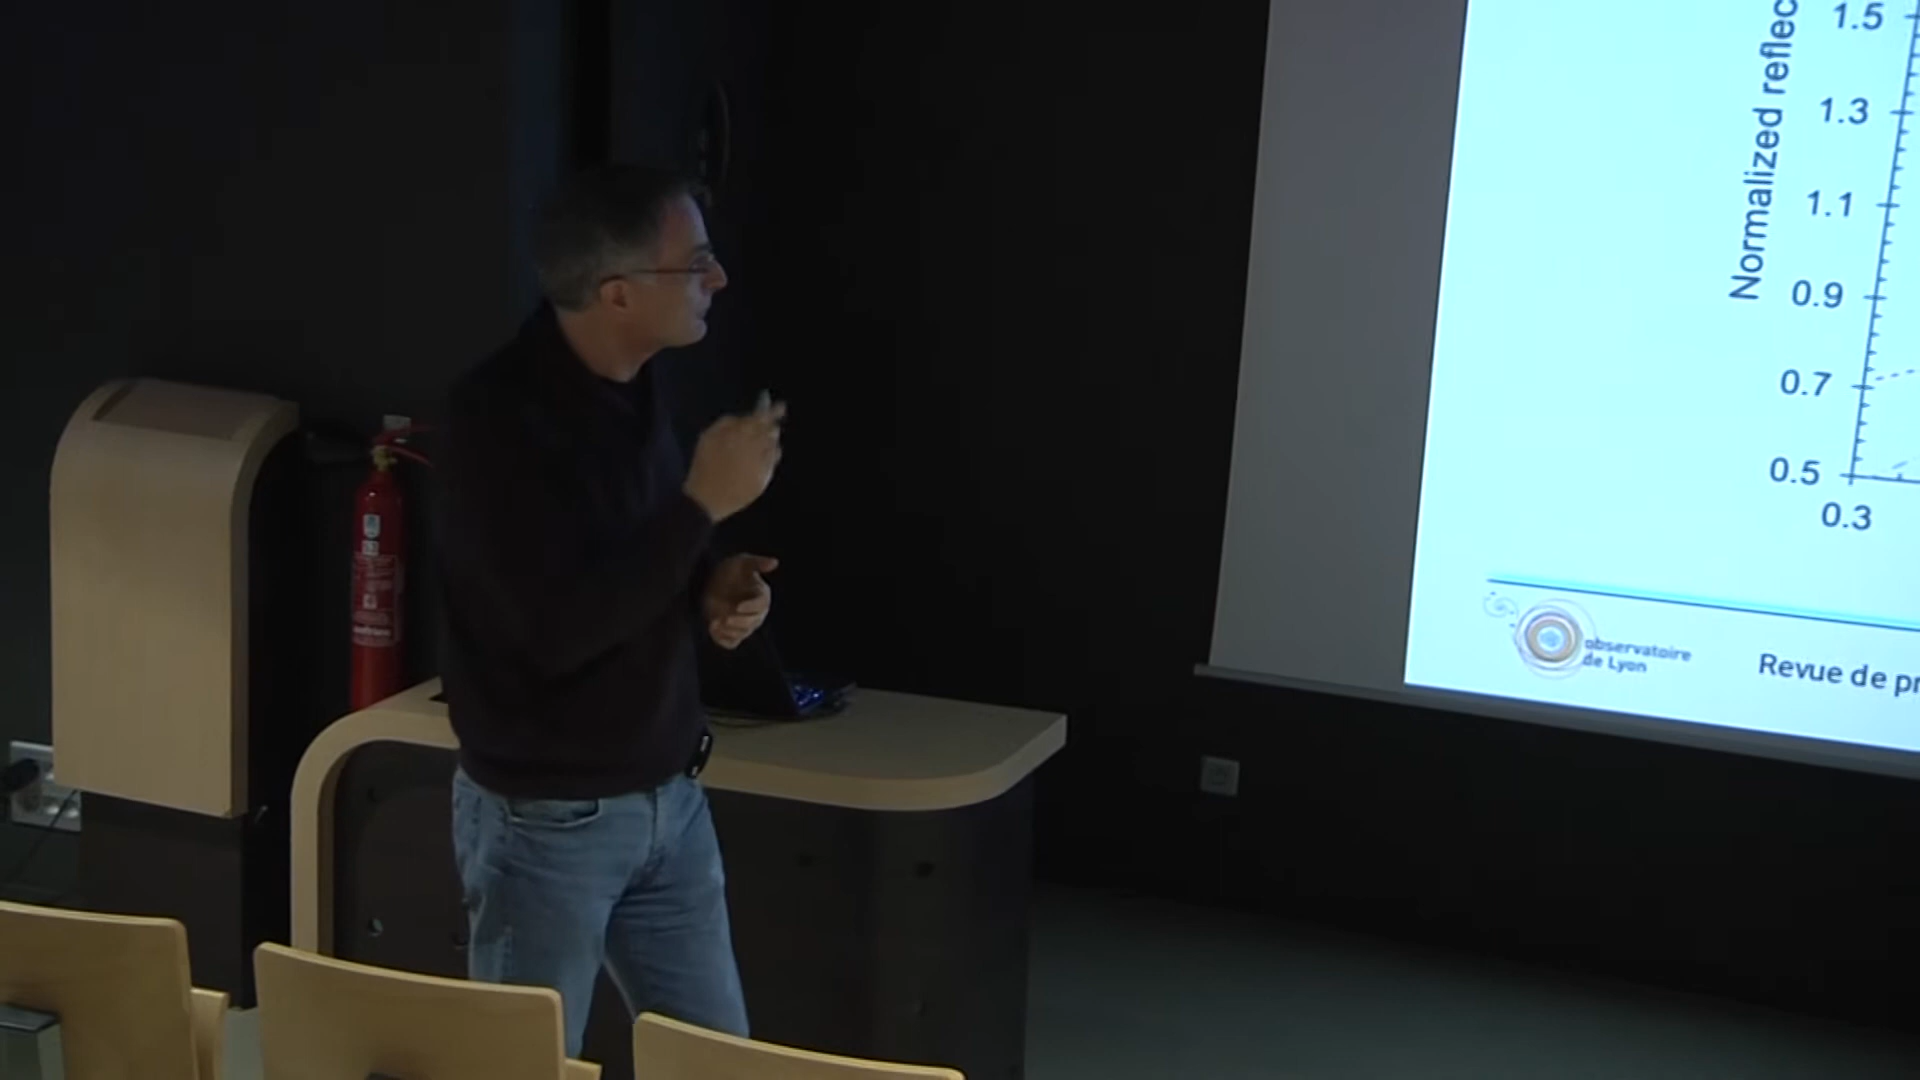 Normalized reflec
1.5
1.3
1.1
0.9
0.7
0.5
0.3
observatoire
de Lyon
Revue de pr